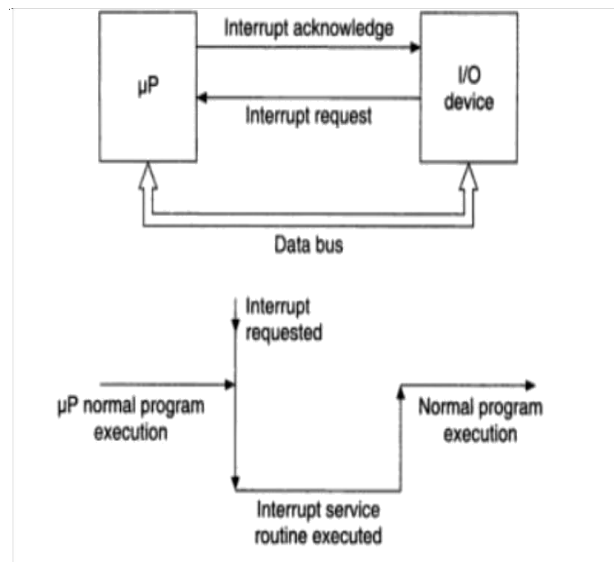 Interrupt acknowledge
µP
I/O
device
Interrupt request
Data bus
Interrupt
requested
µP normal program
execution
Normal program
execution
Interrupt service
routine executed